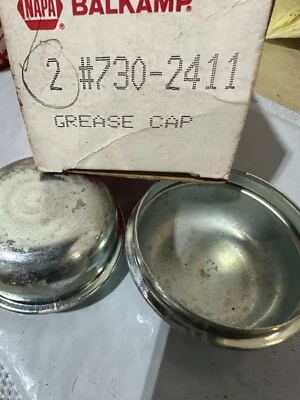 NAPA BALKAMP
2 #730-2411
GREASE CAP